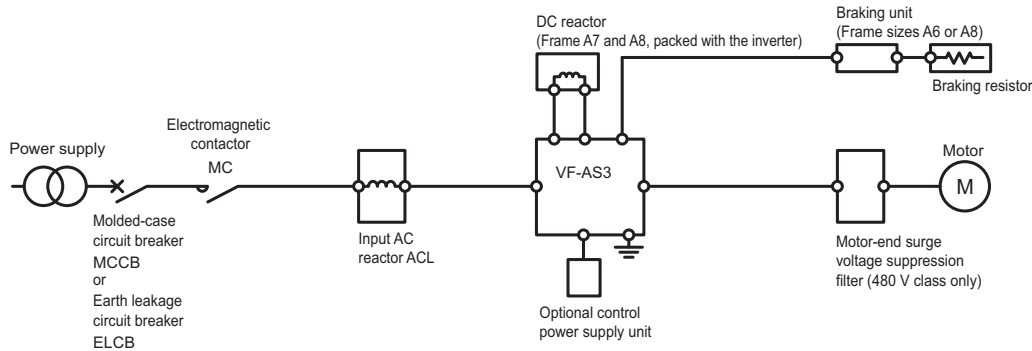 DC reactor
(Frame A7 and A8, packed with the inverter)
Braking unit
(Frame sizes A6 or A8)
Braking resistor
Power supply
Electromagnetic
contactor
MC
VF-AS3
Motor
M
Molded-case
circuit breaker
MCCB
or
Earth leakage
circuit breaker
ELCB
Input AC
reactor ACL
Optional control
power supply unit
Motor-end surge
voltage suppression
filter (480 V class only)